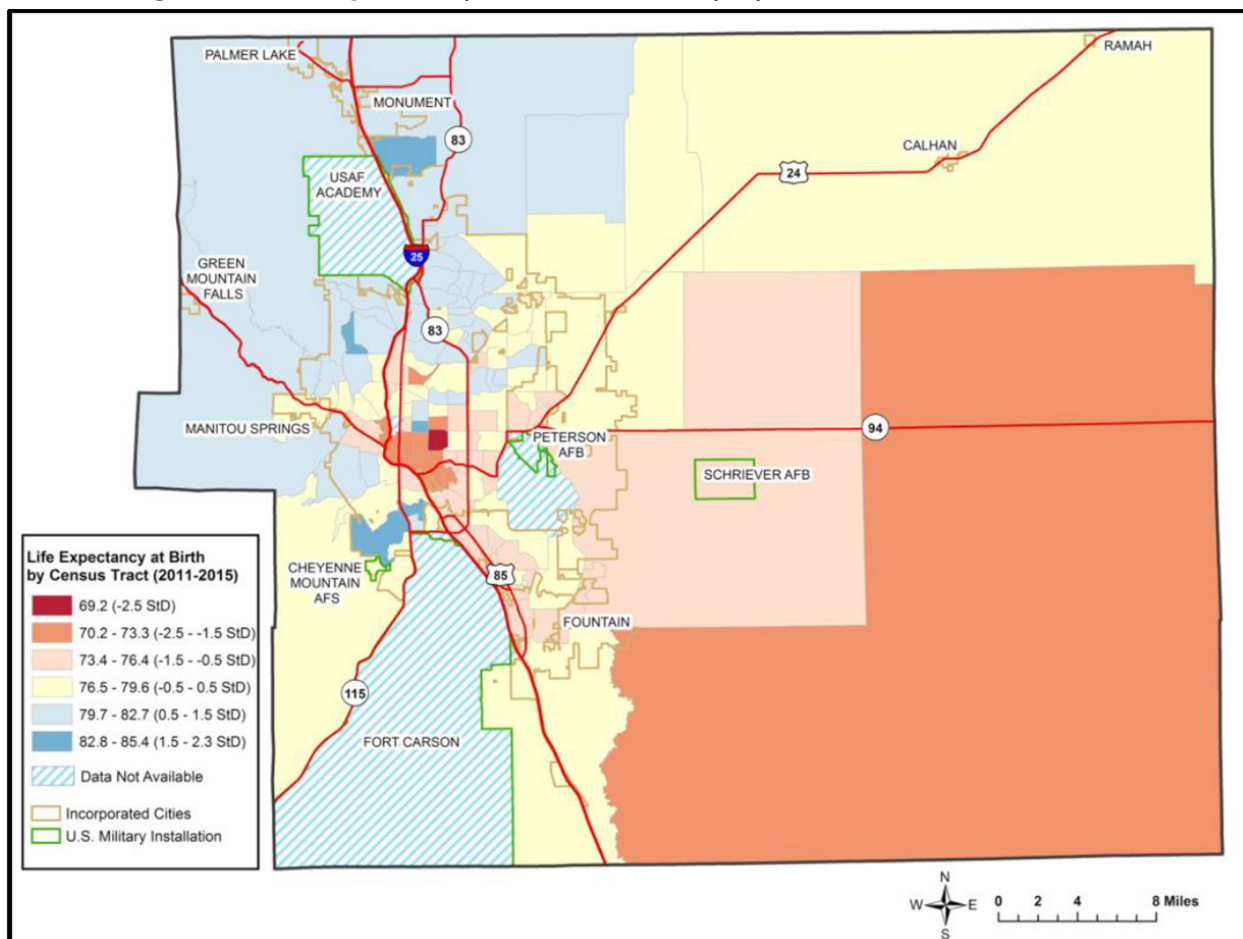 PALMER LAKE
RAMAH
MONUMENT
83
CALHAN
24
USAF
ACADEMY
25
GREEN
MOUNTAIN
FALLS
83
MANITOU SPRINGS
94
PETERSON
AFB
SCHRIEVER AFB
Life Expectancy at Birth
by Census Tract (2011-2015)
69.2 (-2.5 StD)
70.2 - 73.3 (-2.5 - -1.5 StD)
73.4 - 76.4 (-1.5 - -0.5 StD)
76.5 - 79.6 (-0.5 - 0.5 StD)
79.7 - 82.7 (0.5 - 1.5 StD)
82.8 - 85.4 (1.5 - 2.3 StD)
Data Not Available
Incorporated Cities
U.S. Military Installation
CHEYENNE
MOUNTAIN
AFS
85
FOUNTAIN
115
FORT CARSON
N
W E
S
0 2 4 8 Miles